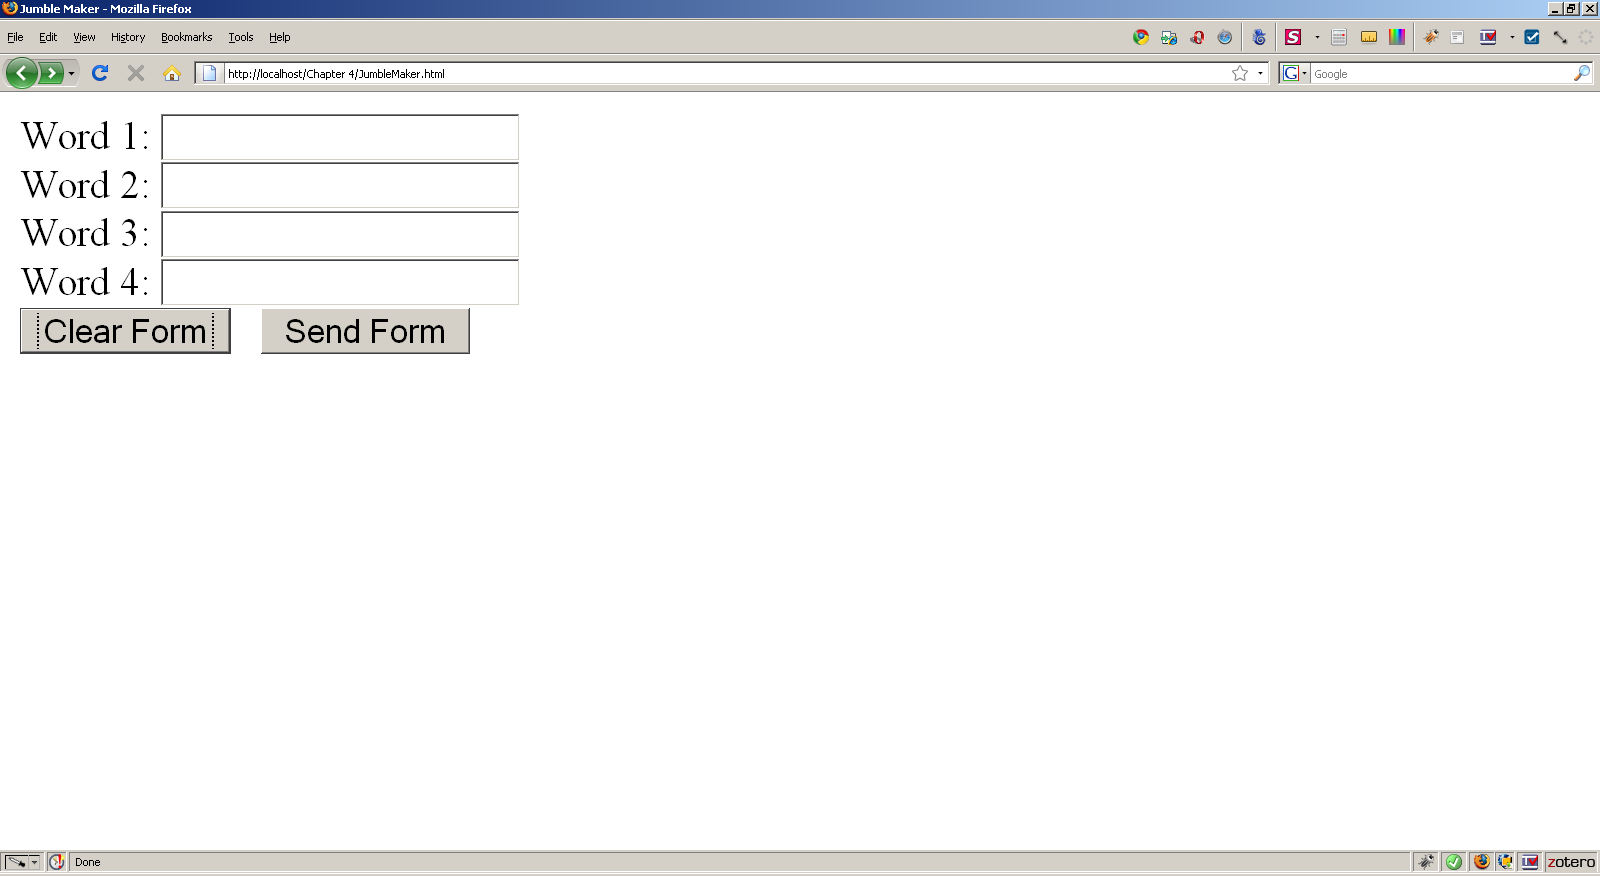 Jumble Maker - Mozilla Firefox
File Edit View History Bookmarks Tools Help
http://localhost/Chapter 4/JumbleMaker.html Google
Word 1:
Word 2:
Word 3:
Word 4:
Clear Form Send Form
Done zotero